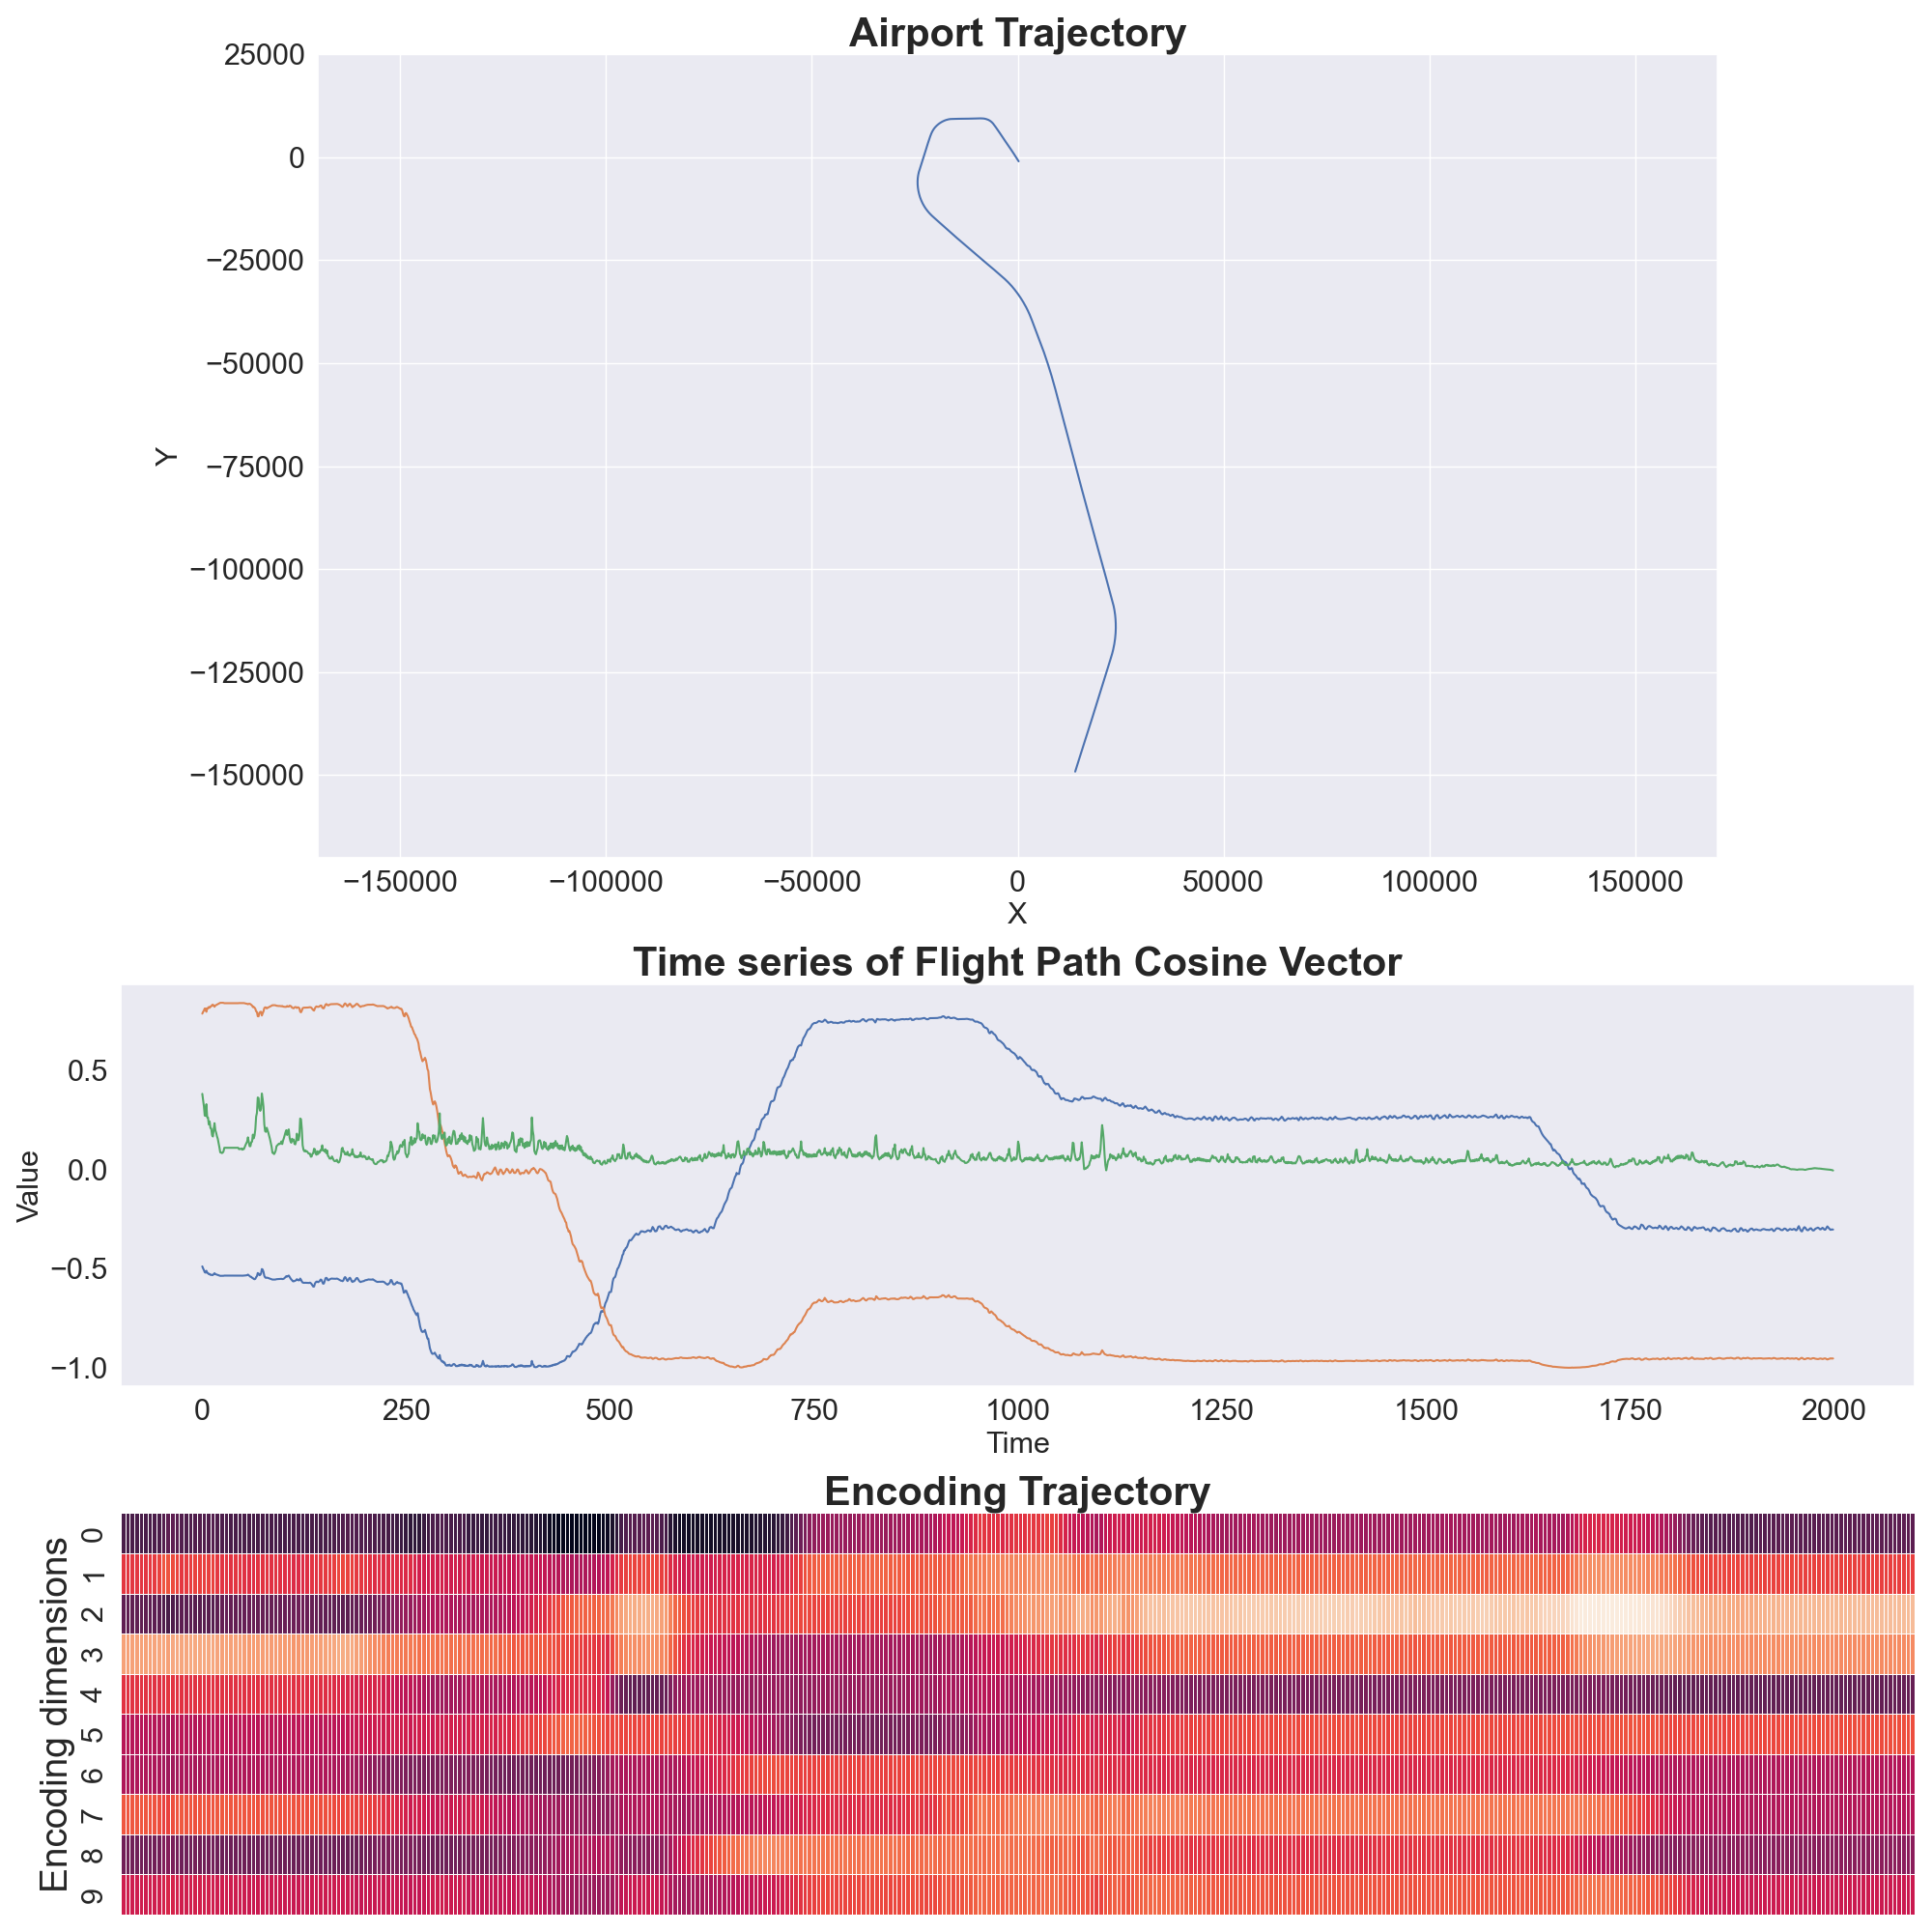 Airport Trajectory
25000
0
−25000
−50000
−75000
−100000
−125000
−150000
Y
−150000 −100000 −50000 0 50000 100000 150000
X
Time series of Flight Path Cosine Vector
0.5
0.0
−0.5
−1.0
Value
0 250 500 750 1000 1250 1500 1750 2000
Time
Encoding Trajectory
Encoding dimensions
0
1
2
3
4
5
6
7
8
9